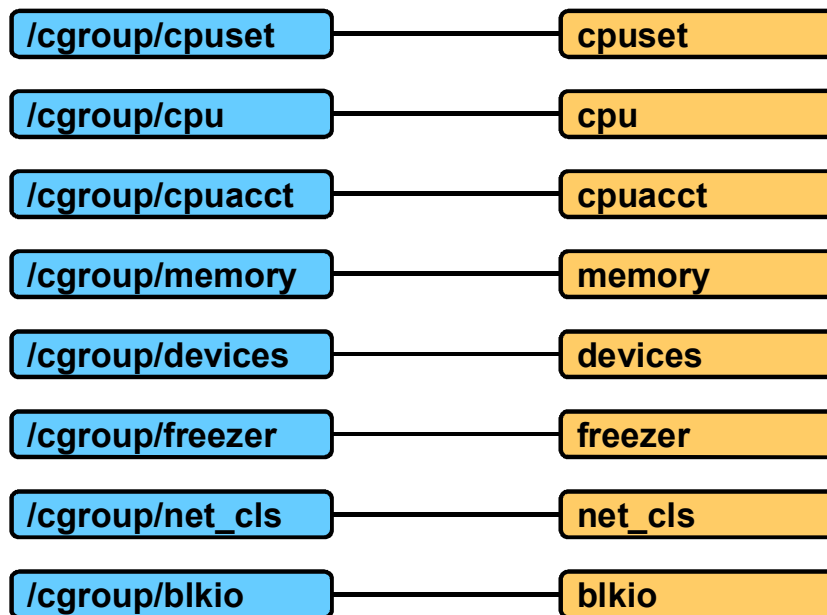 /cgroup/cpuset cpuset
/cgroup/cpu cpu
/cgroup/cpuacct cpuacct
/cgroup/memory memory
/cgroup/devices devices
/cgroup/freezer freezer
/cgroup/net_cls net_cls
/cgroup/blkio blkio